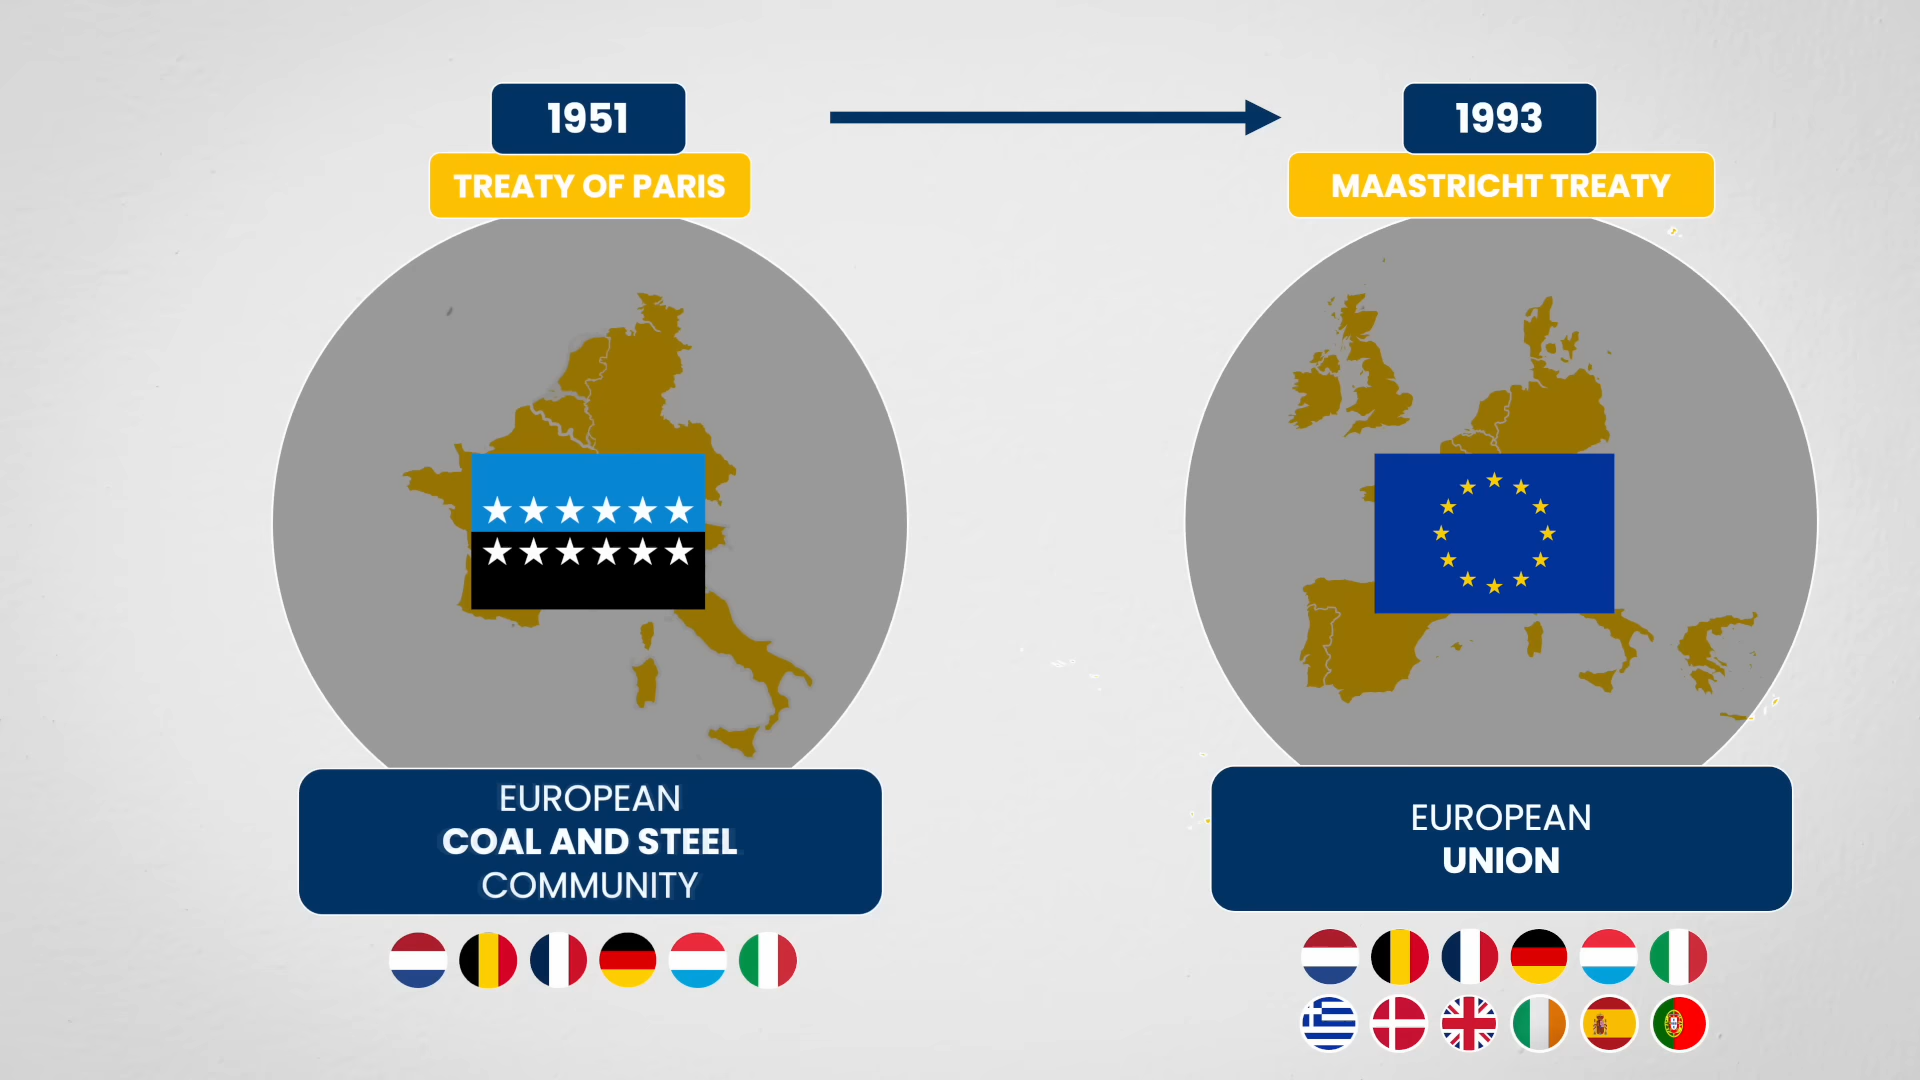 1951
TREATY OF PARIS
EUROPEAN
COAL AND STEEL
COMMUNITY
1993
MAASTRICHT TREATY
EUROPEAN
UNION